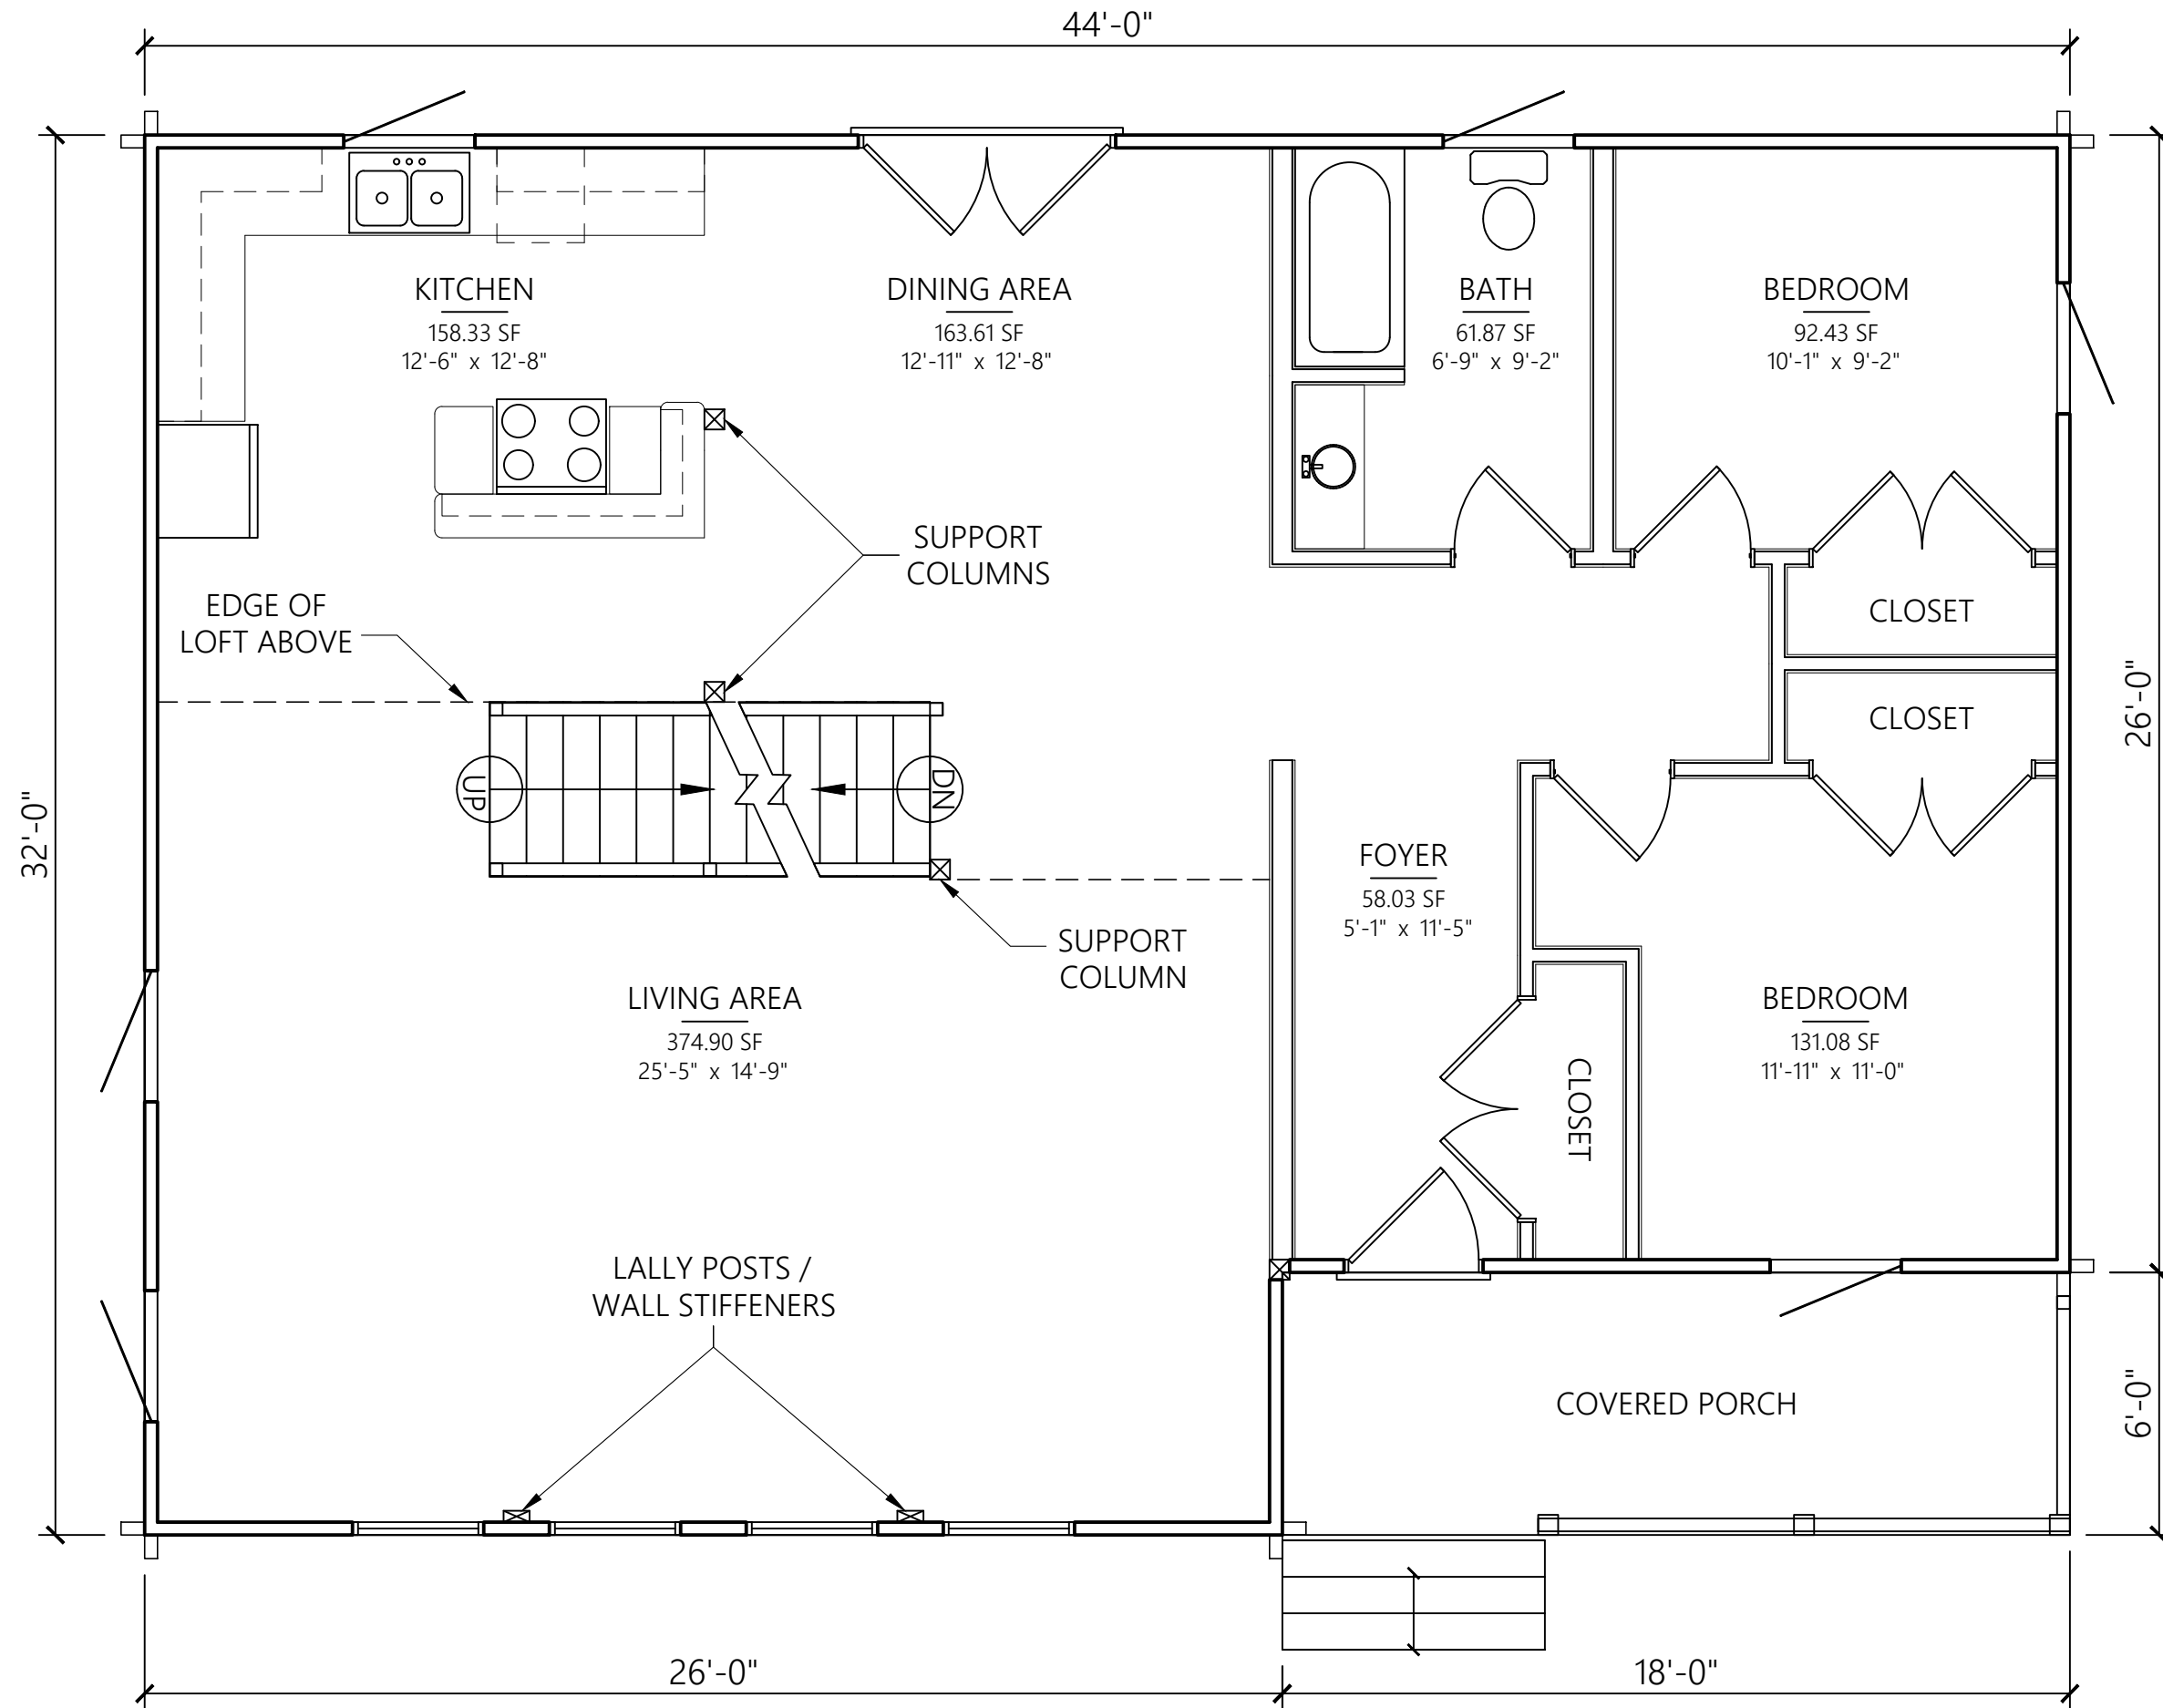 44'-0"
KITCHEN
158.33 SF
12'-6" x 12'-8"
DINING AREA
163.61 SF
12'-11" x 12'-8"
BATH
61.87 SF
6'-9" x 9'-2"
BEDROOM
92.43 SF
10'-1" x 9'-2"
SUPPORT
COLUMNS
EDGE OF
LOFT ABOVE
CLOSET
CLOSET
26'-0"
UP
DN
32'-0"
FOYER
58.03 SF
5'-1" x 11'-5"
SUPPORT
COLUMN
LIVING AREA
374.90 SF
25'-5" x 14'-9"
BEDROOM
131.08 SF
11'-11" x 11'-0"
CLOSET
LALLY POSTS /
WALL STIFFENERS
COVERED PORCH
6'-0"
26'-0"
18'-0"